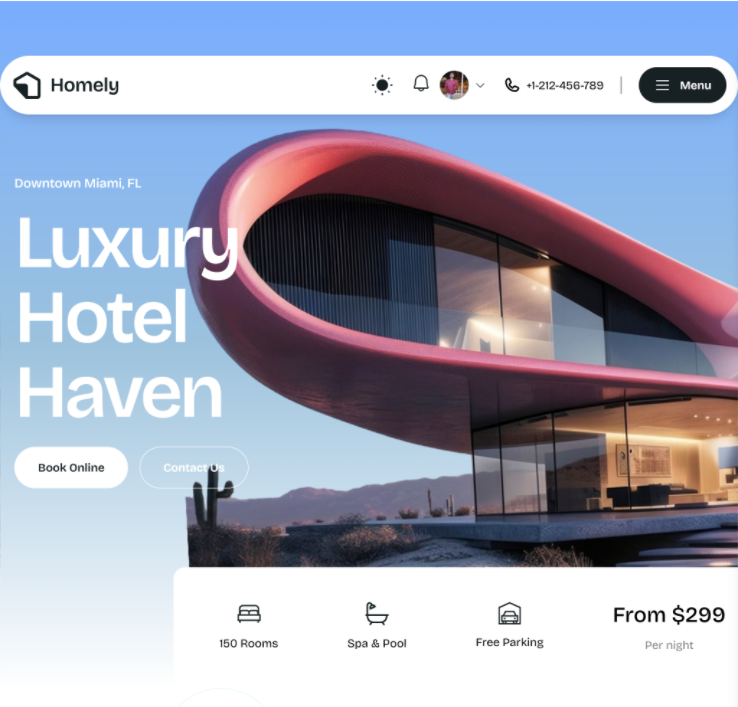 Homely
+1-212-456-789
Menu
Downtown Miami, FL
Luxury
Hotel
Haven
Book Online
Contact Us
150 Rooms
Spa & Pool
Free Parking
From $299
Per night